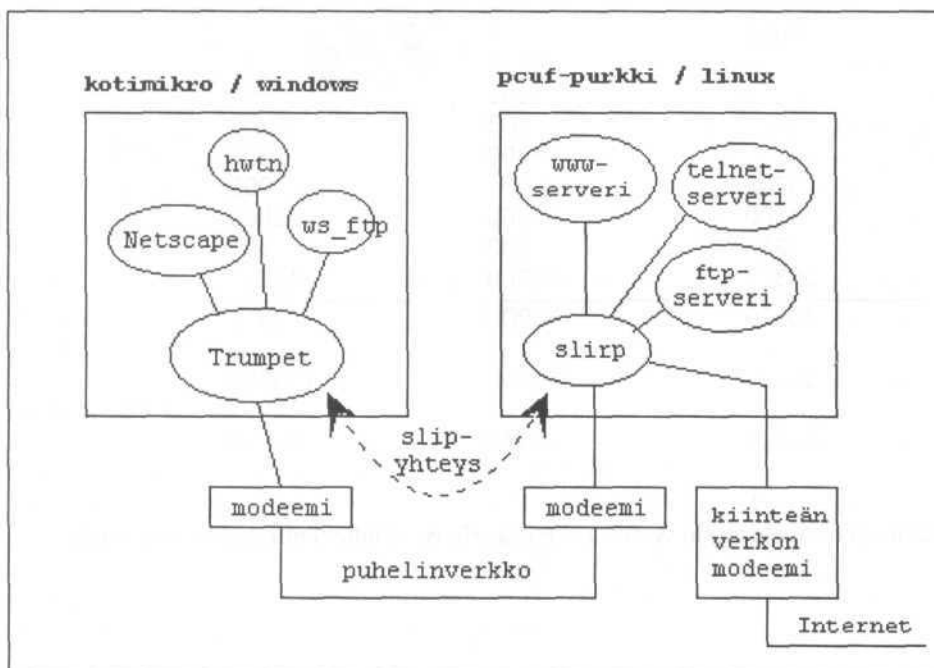 kotimikro / windows
pcuf-purkki / linux
hwtn
Netscape
ws_ftp
Trumpet
www-
serveri
telnet-
serveri
ftp-
serveri
slirp
slip-
yhteys
modeemi
modeemi
kiinteän
verkon
modeemi
puhelinverkko
Internet